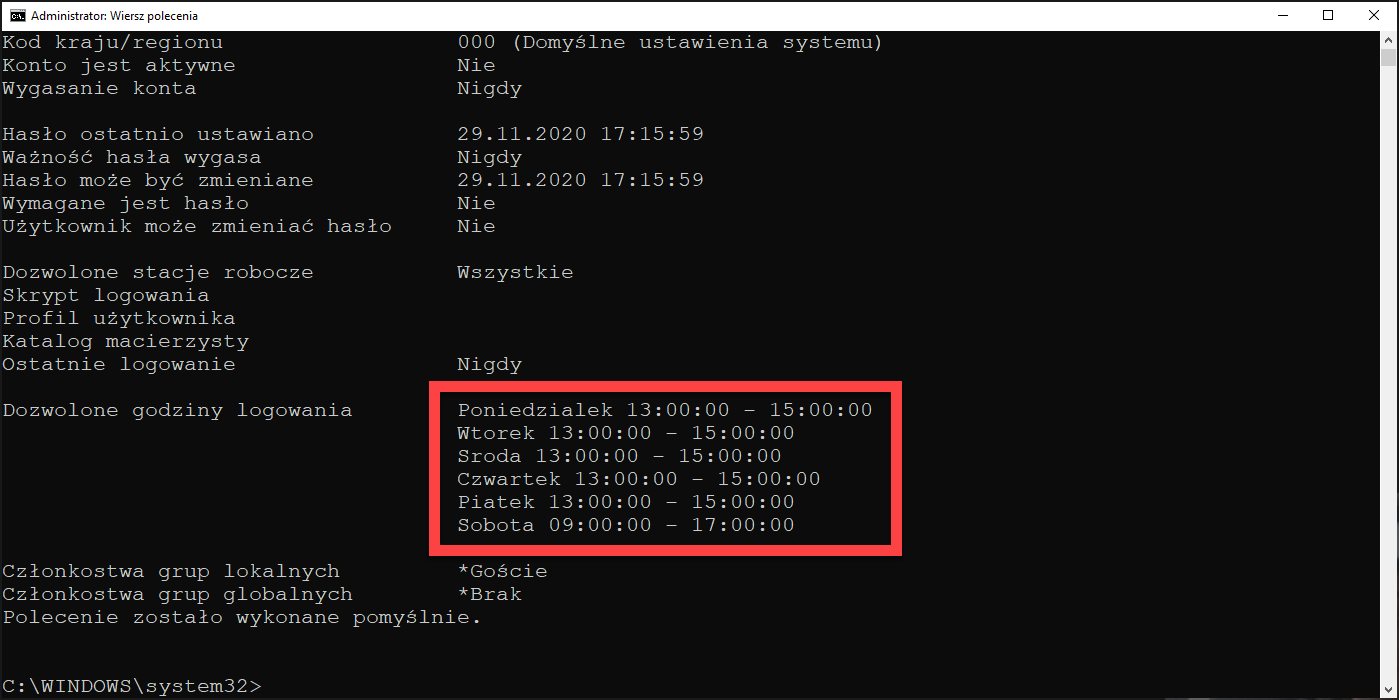 Administrator: Wiersz polecenia
Kod kraju/regionu 000 (Domyślne ustawienia systemu)
Konto jest aktywne Nie
Wygasanie konta Nigdy
Hasło ostatnio ustawiano 29.11.2020 17:15:59
Ważność hasła wygasa Nigdy
Hasło może być zmieniane 29.11.2020 17:15:59
Wymagane jest hasło Nie
Użytkownik może zmieniać hasło Nie
Dozwolone stacje robocze Wszystkie
Skrypt logowania
Profil użytkownika
Katalog macierzysty
Ostatnie logowanie Nigdy
Dozwolone godziny logowania Poniedzialek 13:00:00 - 15:00:00
Wtorek 13:00:00 - 15:00:00
Sroda 13:00:00 - 15:00:00
Czwartek 13:00:00 - 15:00:00
Piatek 13:00:00 - 15:00:00
Sobota 09:00:00 - 17:00:00
Członkostwa grup lokalnych *Goście
Członkostwa grup globalnych *Brak
Polecenie zostało wykonane pomyślnie.
C:\WINDOWS\system32>